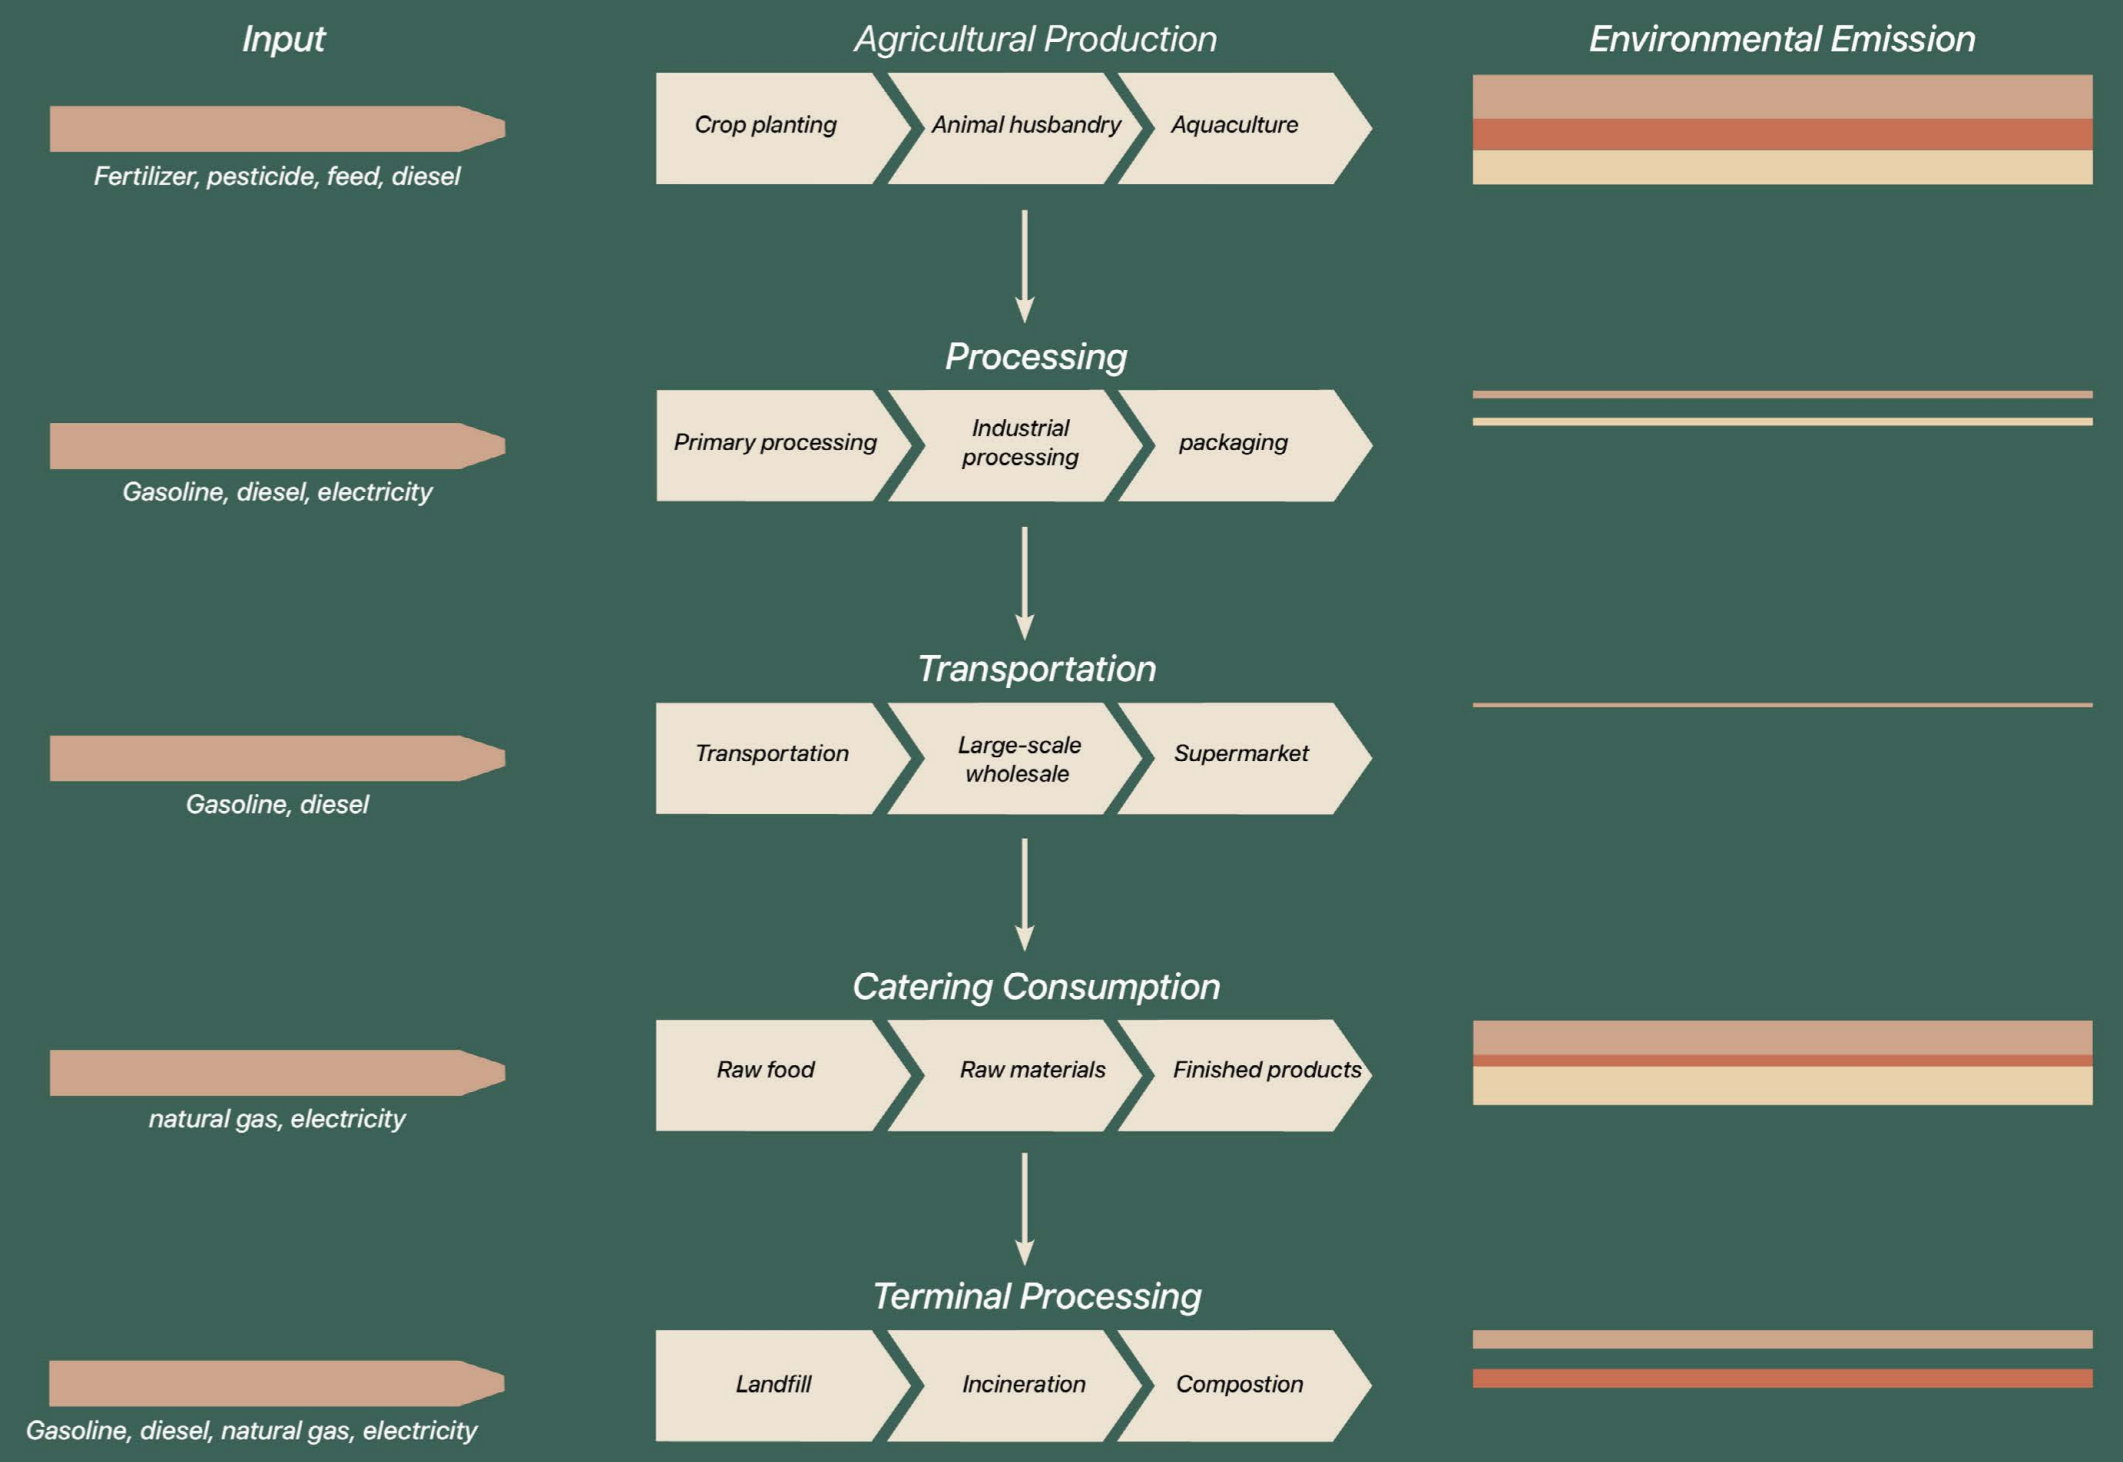 Input
Agricultural Production
Environmental Emission
Crop planting
Animal husbandry
Aquaculture
Fertilizer, pesticide, feed, diesel
Processing
Primary processing
Industrial
processing
packaging
Gasoline, diesel, electricity
Transportation
Transportation
Large-scale
wholesale
Supermarket
Gasoline, diesel
Catering Consumption
Raw food
Raw materials
Finished products
natural gas, electricity
Terminal Processing
Landfill
Incineration
Compostion
Gasoline, diesel, natural gas, electricity